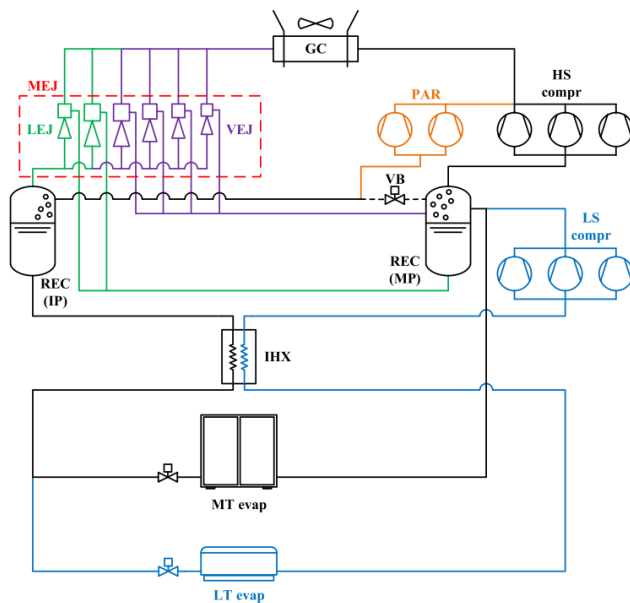 GC
HS
compr
MEJ
PAR
LEJ
VEJ
VB
LS
compr
REC
(IP)
REC
(MP)
IHX
MT evap
LT evap